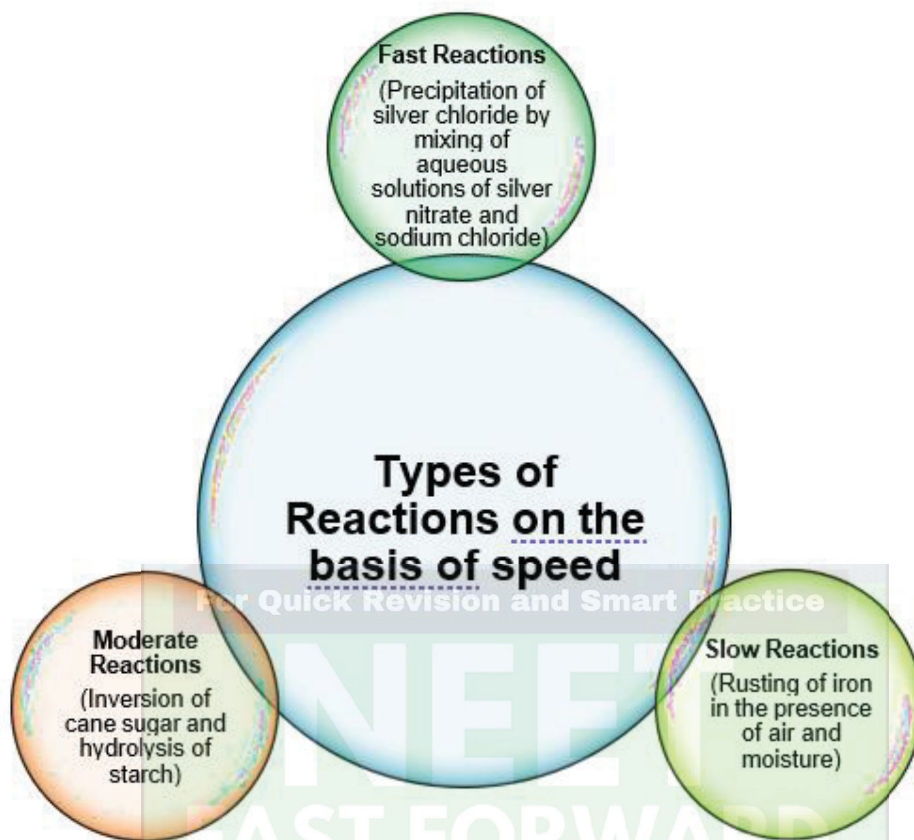 Fast Reactions
(Precipitation of
silver chloride by
mixing of
aqueous
solutions of silver
nitrate and
sodium chloride)
Types of
Reactions on the
basis of speed
For Quick Revision and Smart Practice
NEET
FAST FORWARD
Moderate
Reactions
(Inversion of
cane sugar and
hydrolysis of
starch)
Slow Reactions
(Rusting of iron
in the presence
of air and
moisture)